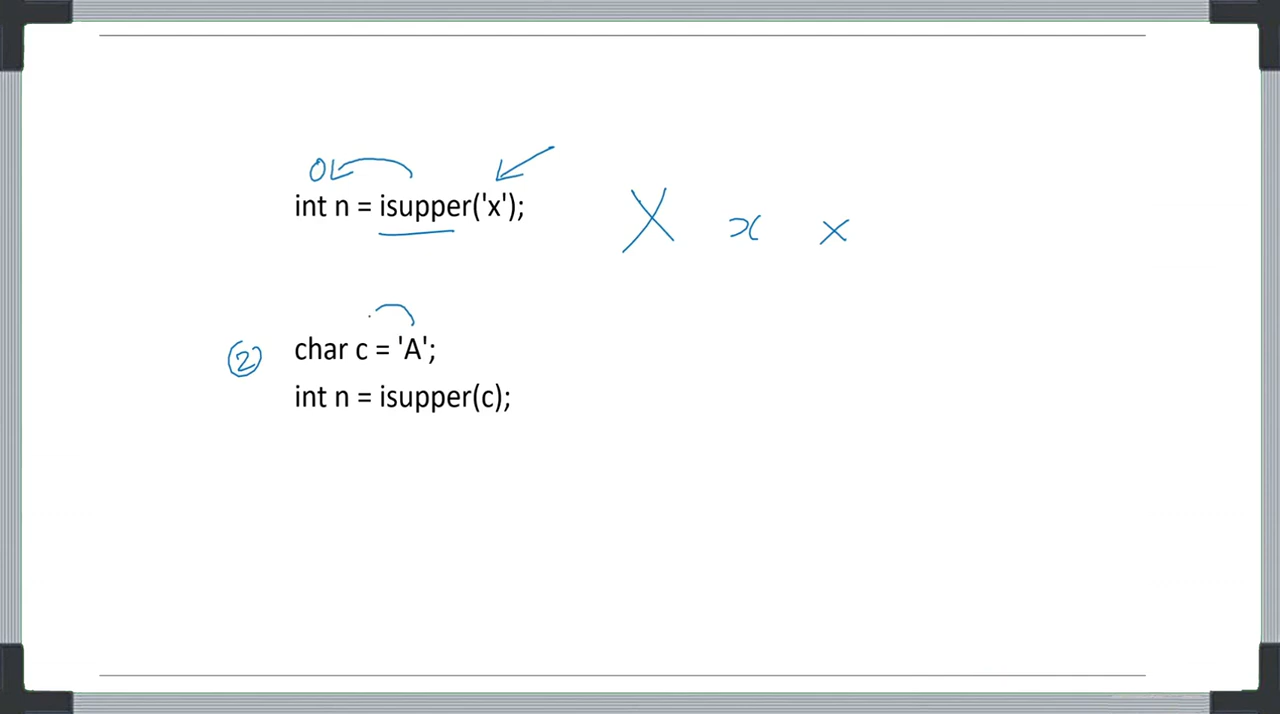 0
int n = isupper('x');
X x x
② char c = 'A';
int n = isupper(c);